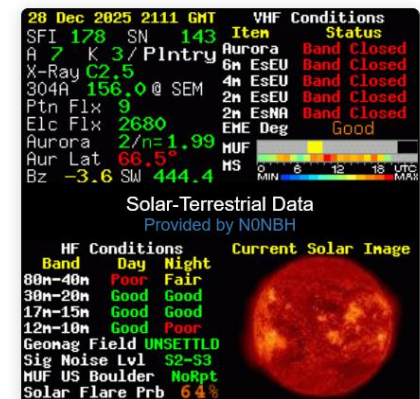 28 Dec 2025 2111 GMT
SFI 178 SN 143
A 7 K 3/Plntry
X-Ray C2.5
304A 156.0 @ SEM
Ptn Flx 9
Elc Flx 2680
Aurora 2/n=1.99
Aur Lat 66.5°
Bz -3.6 SW 444.4
VHF Conditions
Item Status
Aurora Band Closed
6m EsEU Band Closed
4m EsEU Band Closed
2m EsEU Band Closed
2m EsNA Band Closed
EME Deg Good
MUF
MS
0 6 12 18 UTC
MIN MAX
Solar-Terrestrial Data
Provided by N0NBH
HF Conditions
Band Day Night
80m-40m Poor Fair
30m-20m Good Good
17m-15m Good Good
12m-10m Good Poor
Geomag Field UNSETTLD
Sig Noise Lvl S2-S3
MUF US Boulder NoRpt
Solar Flare Prb 64%
Current Solar Image